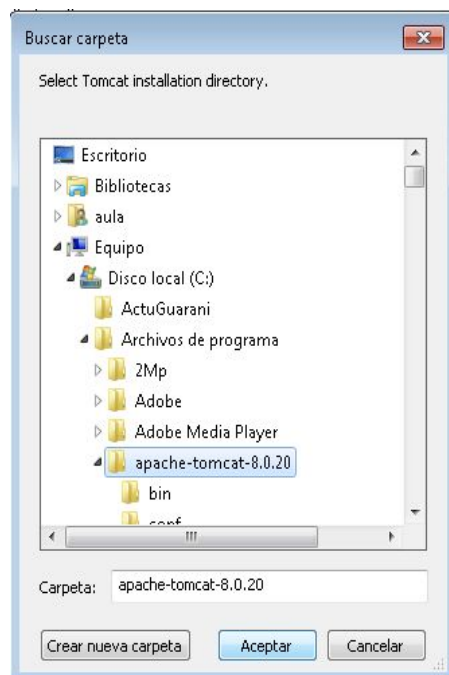 Buscar carpeta
Select Tomcat installation directory.
Escritorio
Bibliotecas
aula
Equipo
Disco local (C:)
ActuGuarani
Archivos de programa
2Mp
Adobe
Adobe Media Player
apache-tomcat-8.0.20
bin
conf
Carpeta: apache-tomcat-8.0.20
Crear nueva carpeta Aceptar Cancelar